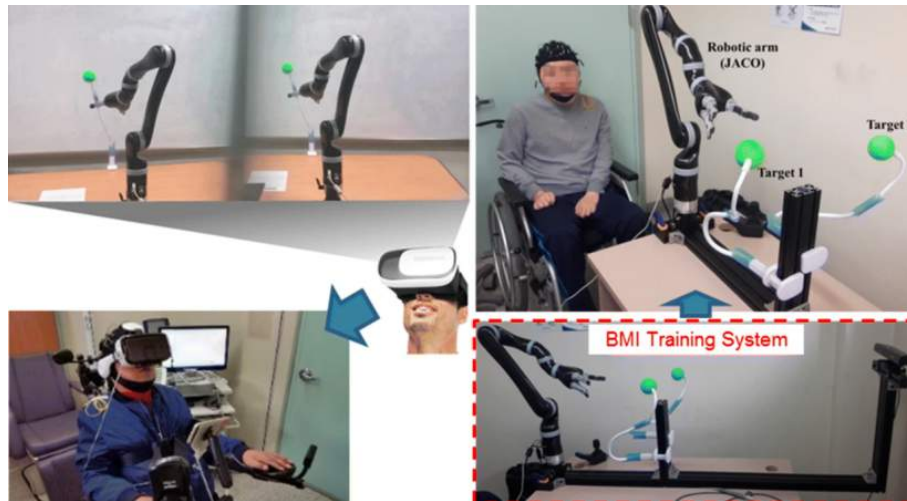 Robotic arm
(JACO)
Target
Target 1
BMI Training System